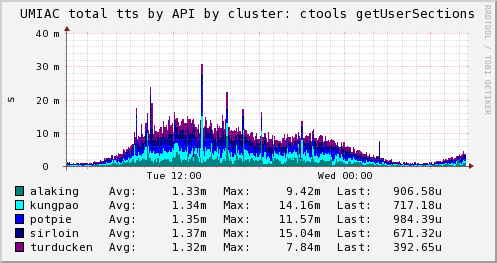 UMIAC total tts by API by cluster: ctools getUserSections
RRDTOOL / TOBI OETIKER
s
40 m
30 m
20 m
10 m
0
Tue 12:00 Wed 00:00
alaking Avg: 1.33m Max: 9.42m Last: 906.58u
kungpao Avg: 1.34m Max: 14.16m Last: 717.18u
potpie Avg: 1.35m Max: 11.57m Last: 984.39u
sirloin Avg: 1.37m Max: 15.04m Last: 671.32u
turducken Avg: 1.32m Max: 7.84m Last: 392.65u